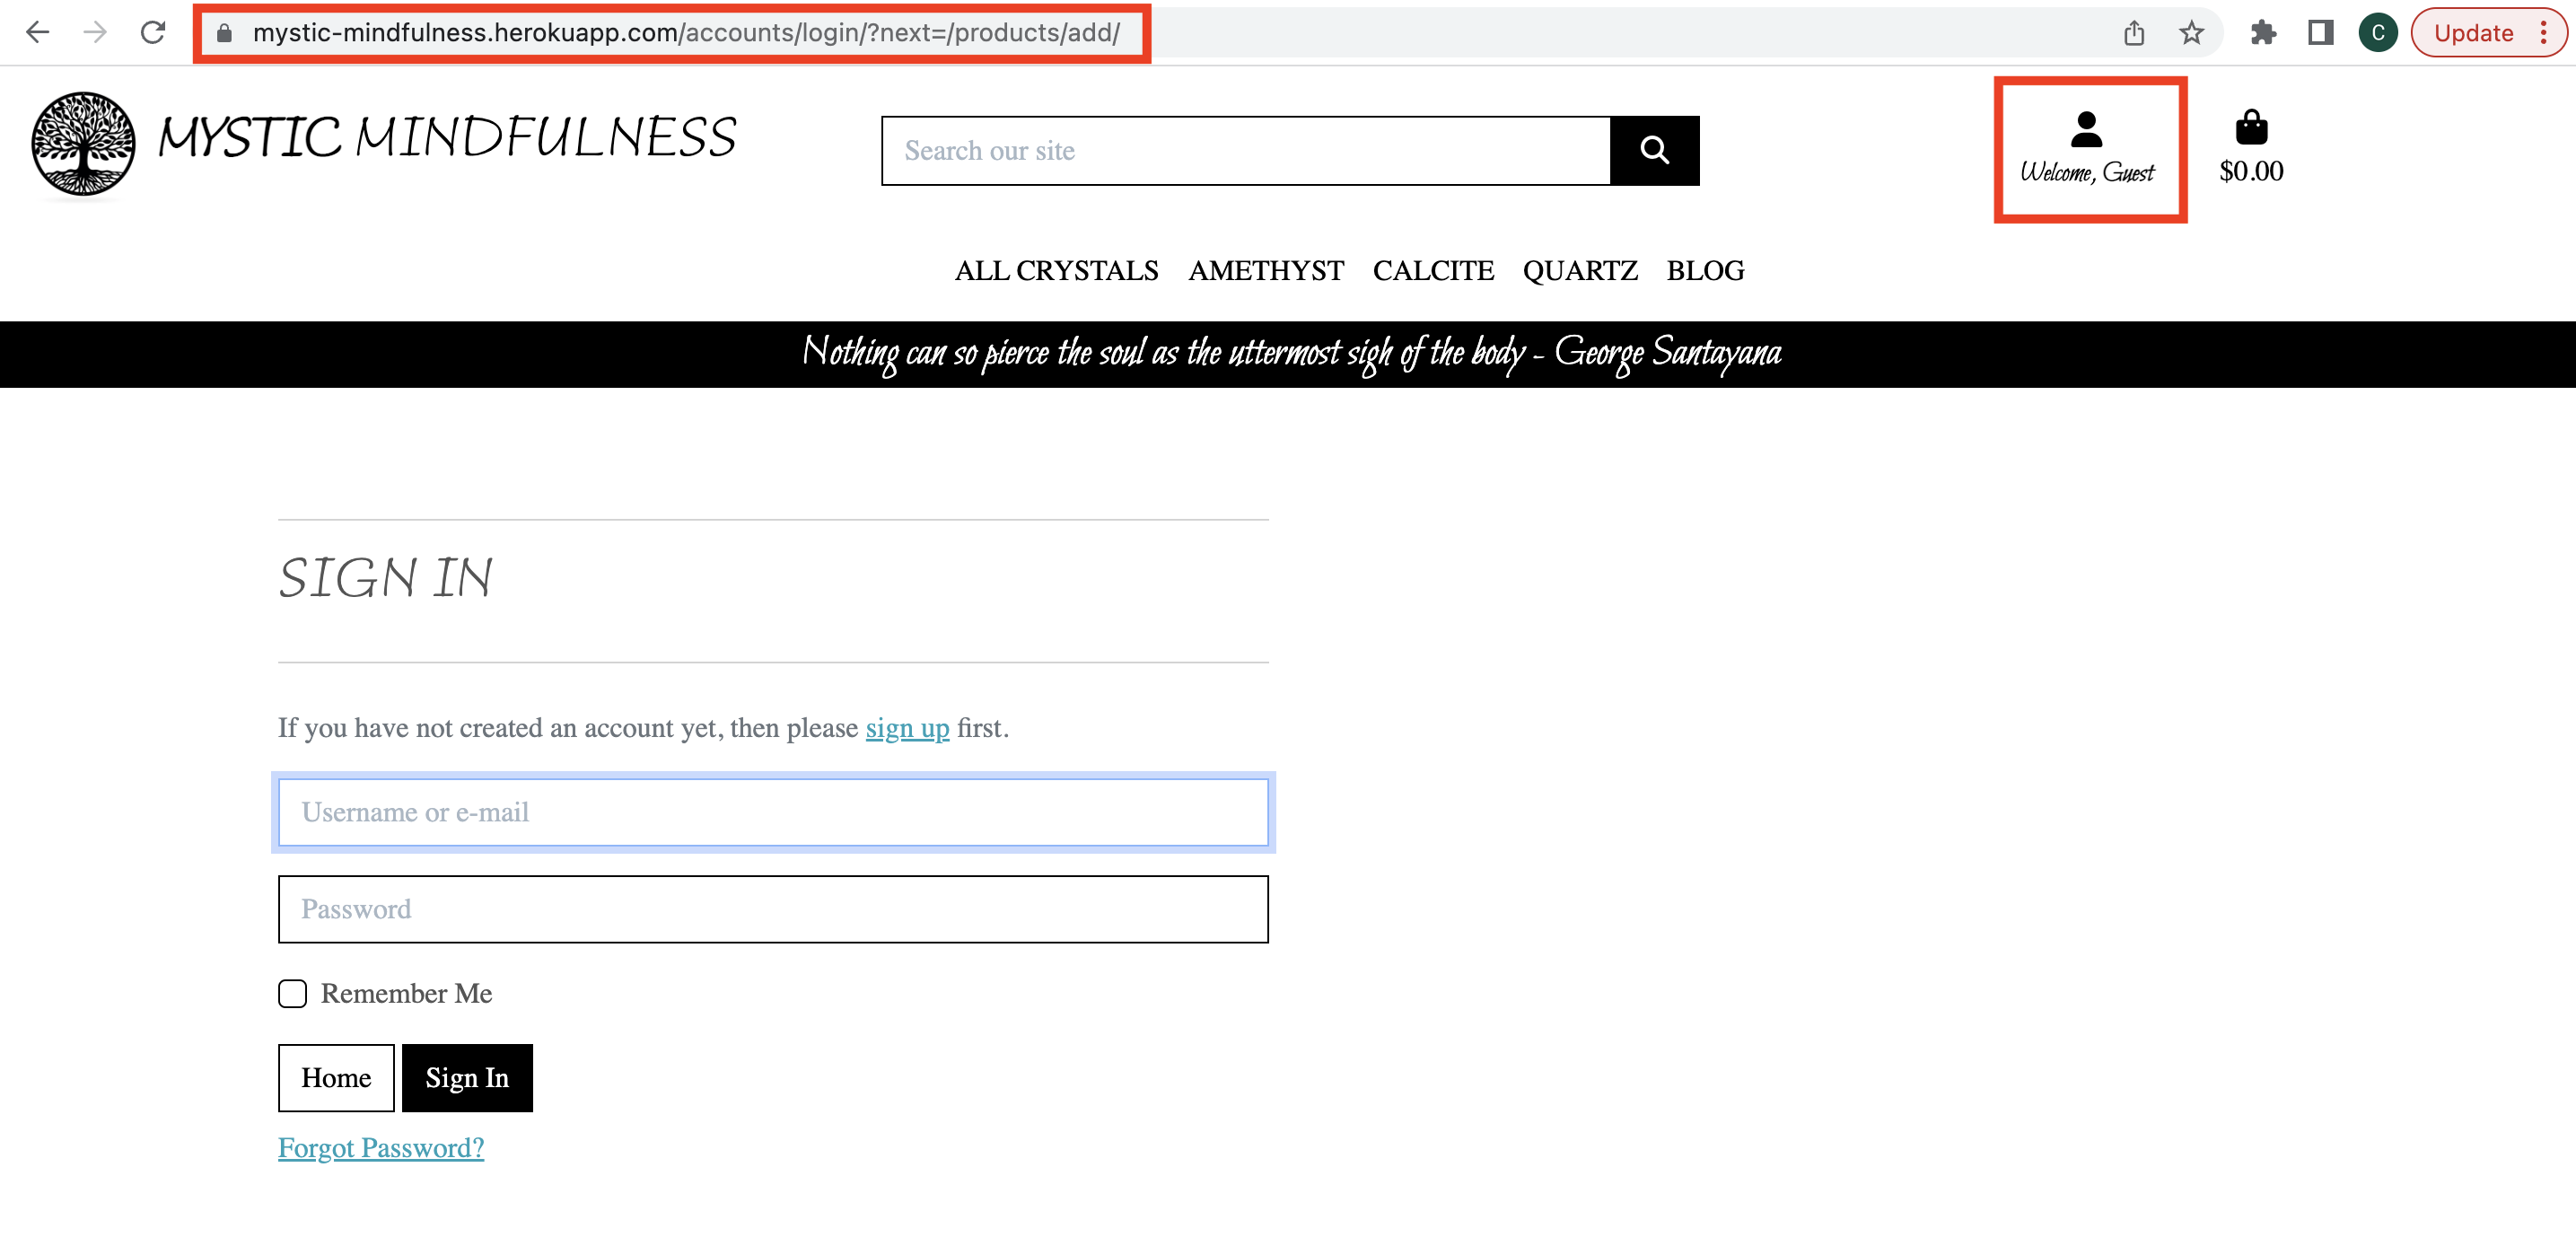 mystic-mindfulness.herokuapp.com/accounts/login/?next=/products/add/
C
Update
MYSTIC MINDFULNESS
Search our site
Welcome, Guest
$0.00
ALL CRYSTALS AMETHYST CALCITE QUARTZ BLOG
Nothing can so pierce the soul as the uttermost sigh of the body - George Santayana
SIGN IN
If you have not created an account yet, then please sign up first.
Username or e-mail
Password
Remember Me
Home Sign In
Forgot Password?